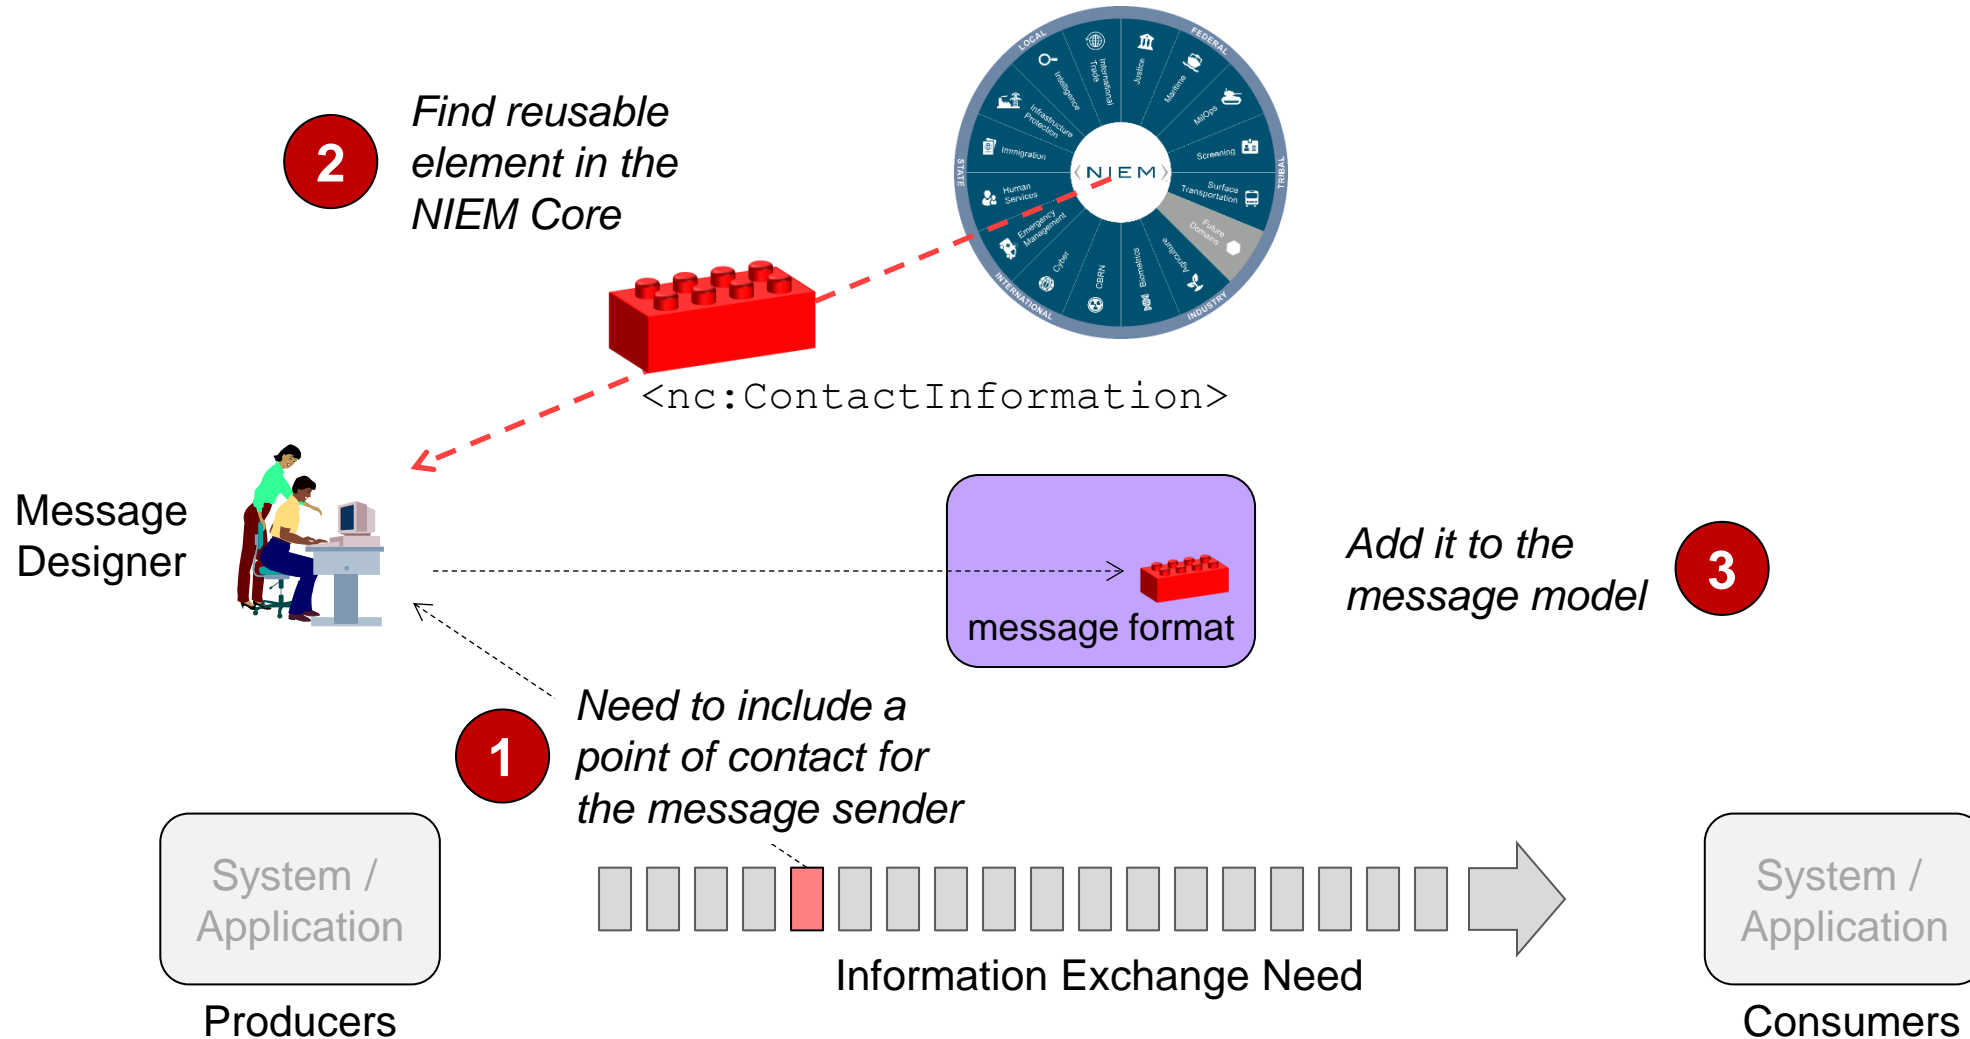 2
Find reusable
element in the
NIEM Core
LOCAL
FEDERAL
TRIBAL
INDUSTRY
INTERNATIONAL
STATE
International
Trade
Justice
Maritime
MilOps
Screening
Surface
Transportation
Future
Domains
Agriculture
Biometrics
CBRN
Cyber
Emergency
Management
Human
Services
Immigration
Infrastructure
Protection
Intelligence
NIEM
<nc:ContactInformation>
Message
Designer
message format
Add it to the
message model
3
1
Need to include a
point of contact for
the message sender
System /
Application
Producers
Information Exchange Need
System /
Application
Consumers